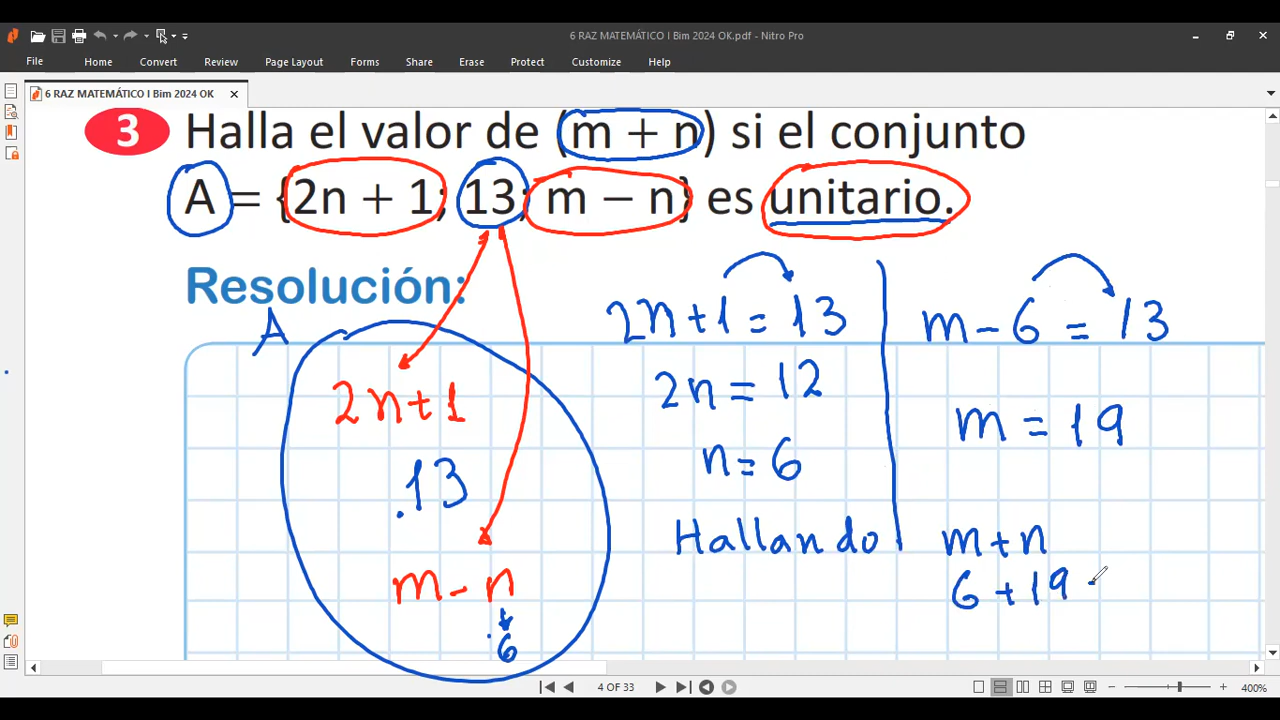 6 RAZ MATEMÁTICO I Bim 2024 OK.pdf - Nitro Pro
File Home Convert Review Page Layout Forms Share Erase Protect Customize Help
6 RAZ MATEMÁTICO I Bim 2024 OK
3 Halla el valor de (m + n) si el conjunto
A = {2n + 1; 13; m − n} es unitario.
Resolución:
A
2n+1
.13
m - n
6
2n+1 = 13
2n = 12
n = 6
m - 6 = 13
m = 19
Hallando m+n
6 + 19 -
4 OF 33
400%